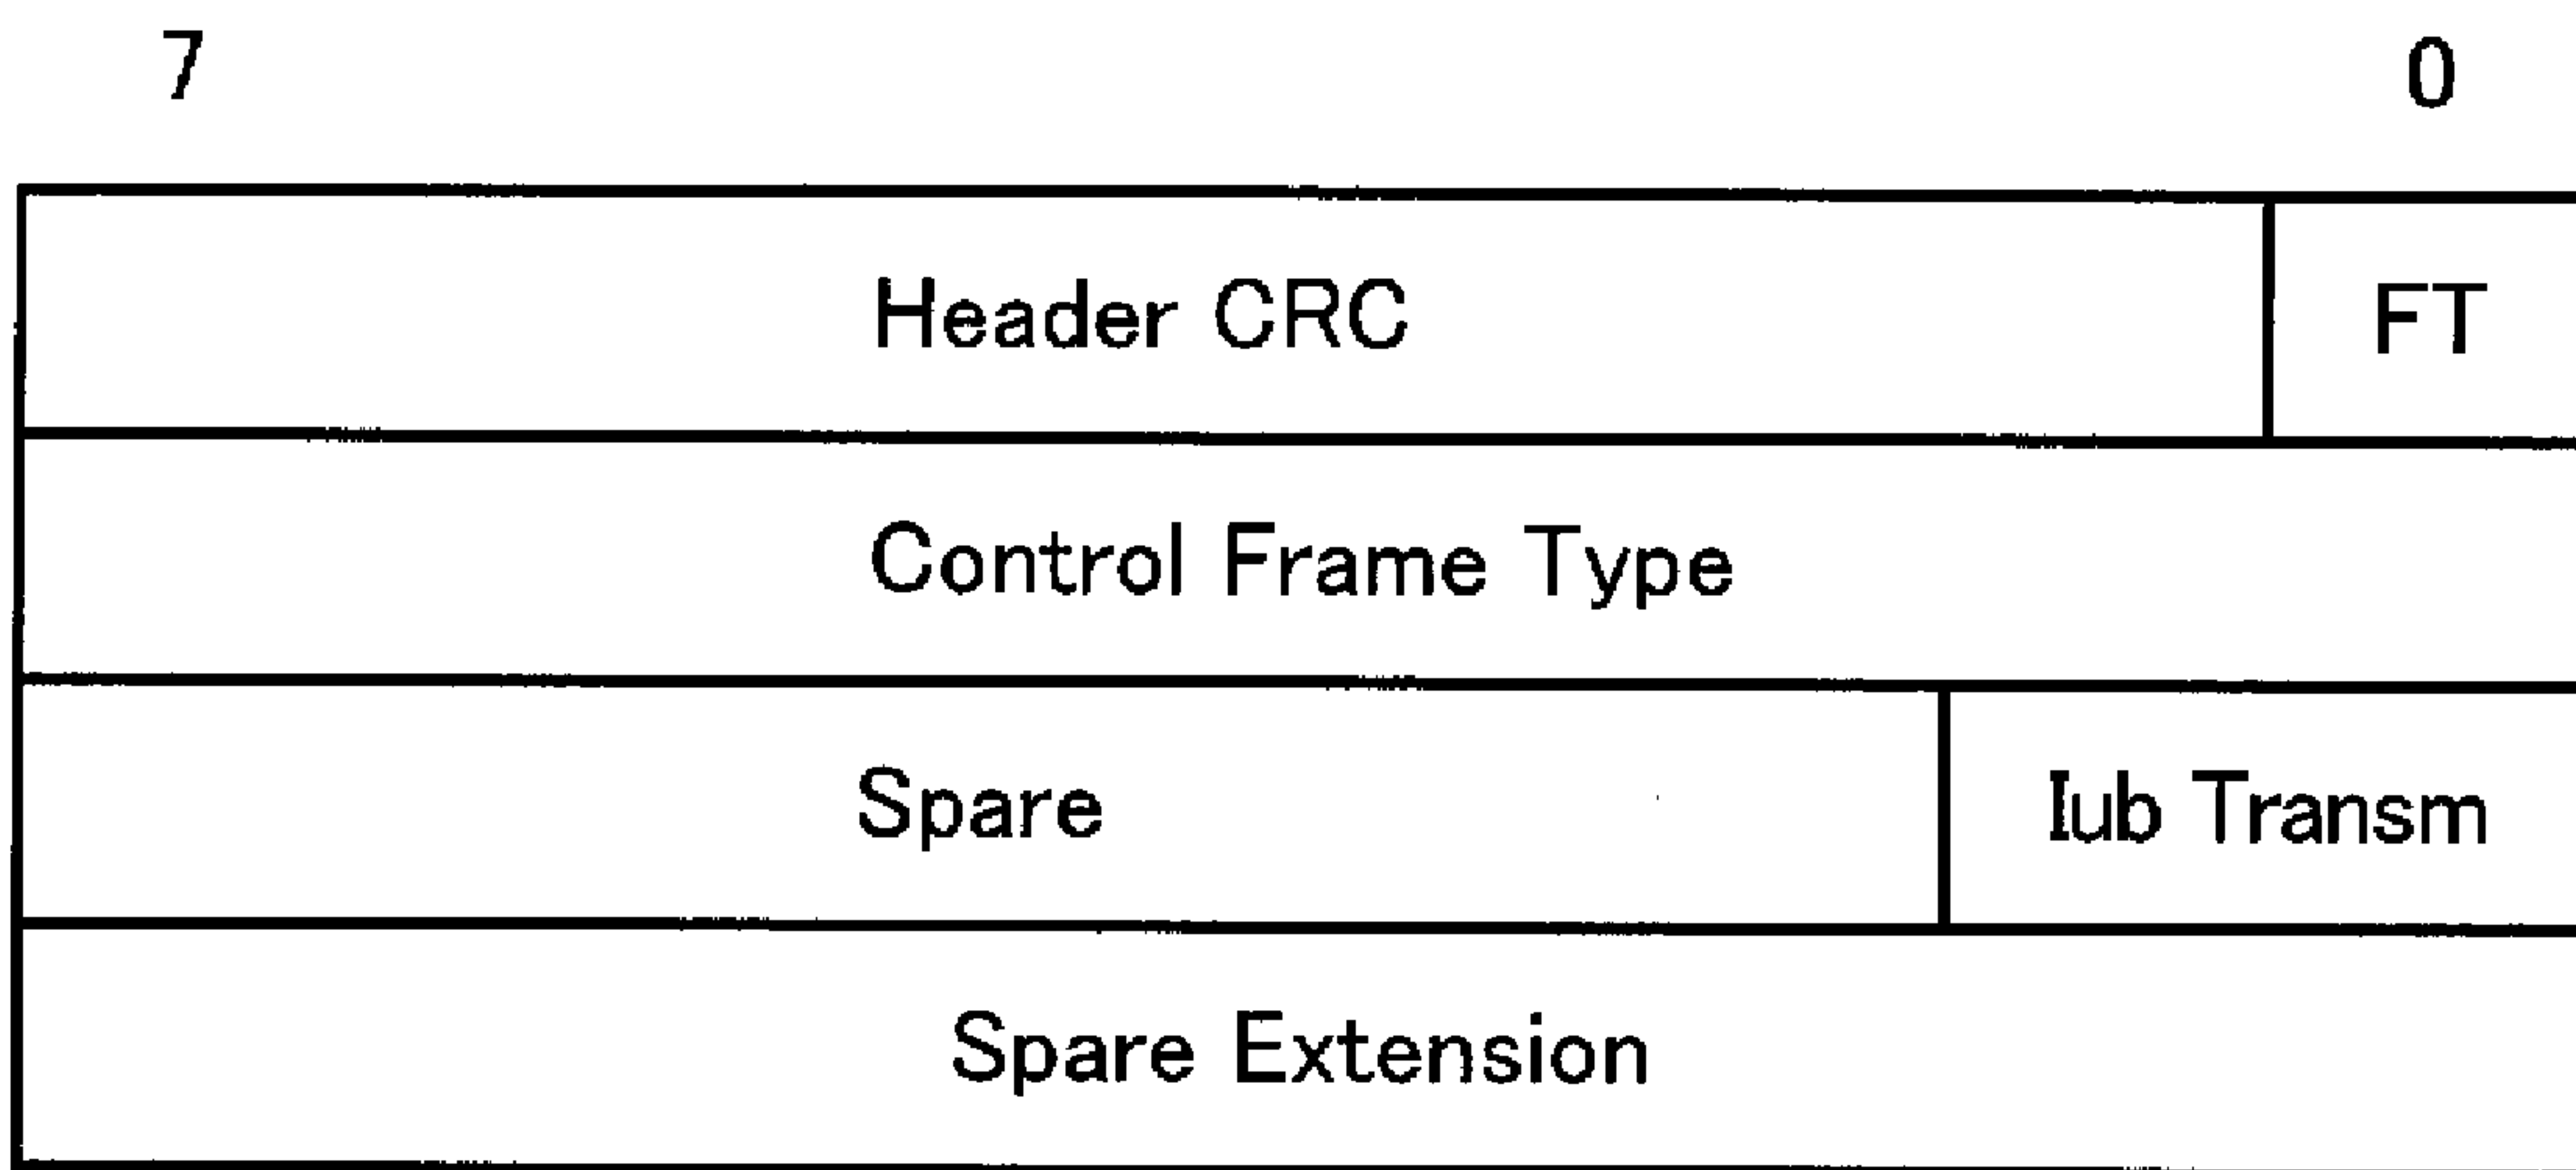 7 0
Header CRC FT
Control Frame Type
Spare Iub Transm
Spare Extension